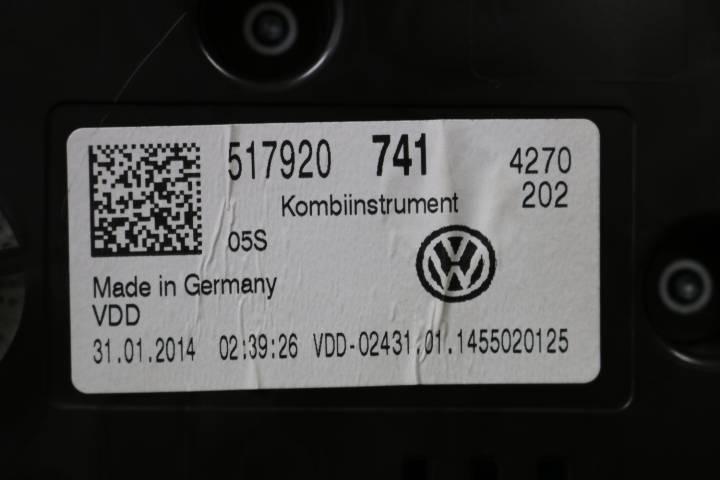 517920 741 4270
Kombiinstrument 202
05S
Made in Germany
VDD
31.01.2014 02:39:26 VDD-02431.01.1455020125